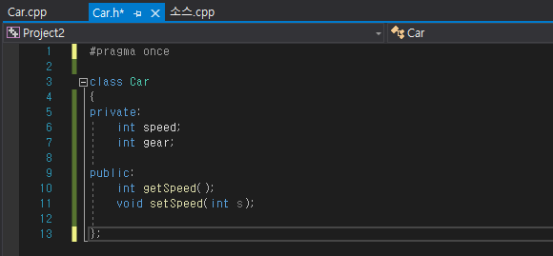 Car.cpp Car.h* 소스.cpp
Project2 Car
1 #pragma once
2
3 class Car
4 {
5 private:
6 int speed;
7 int gear;
8
9 public:
10 int getSpeed();
11 void setSpeed(int s);
12
13 };